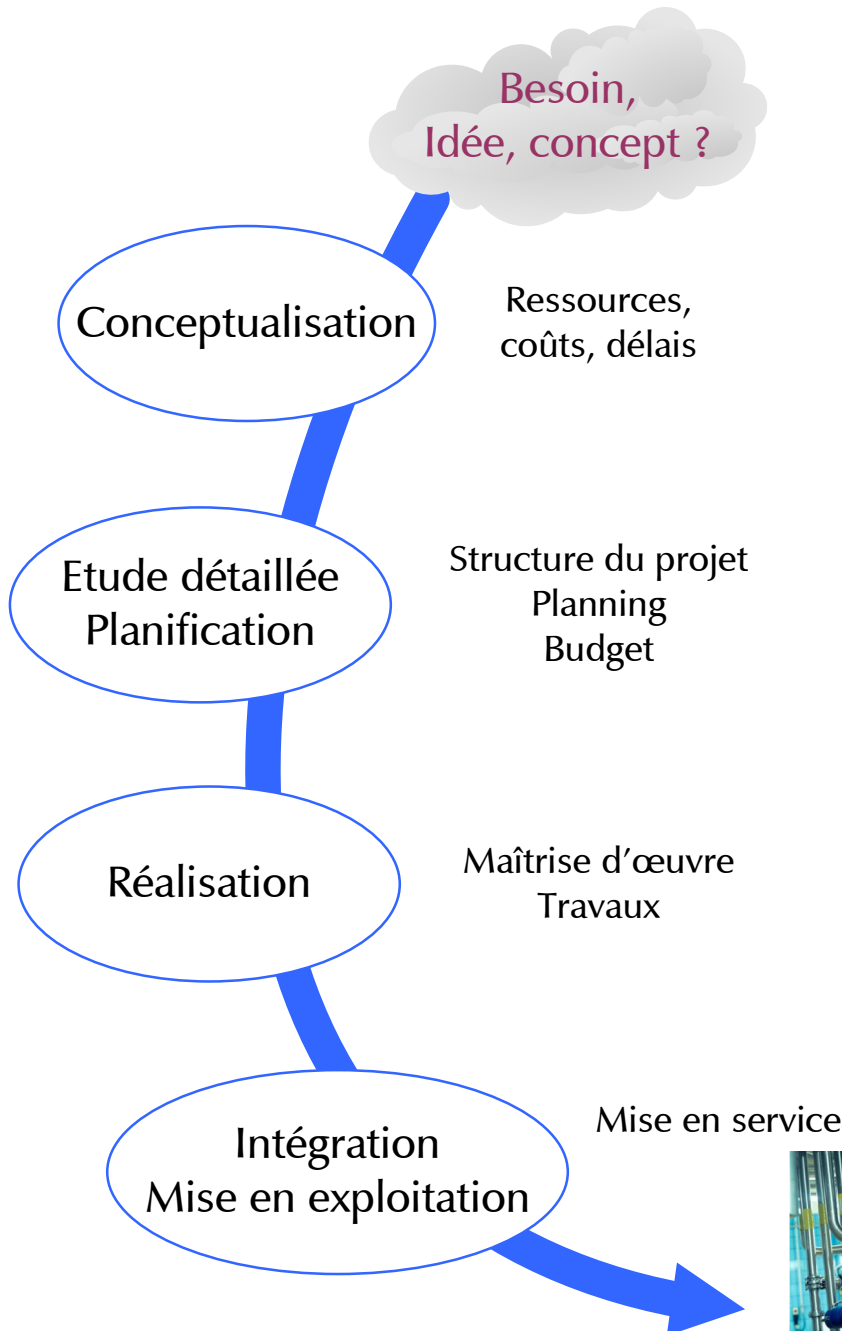 Besoin,
Idée, concept ?
Conceptualisation
Ressources,
coûts, délais
Etude détaillée
Planification
Structure du projet
Planning
Budget
Réalisation
Maîtrise d’œuvre
Travaux
Intégration
Mise en exploitation
Mise en service